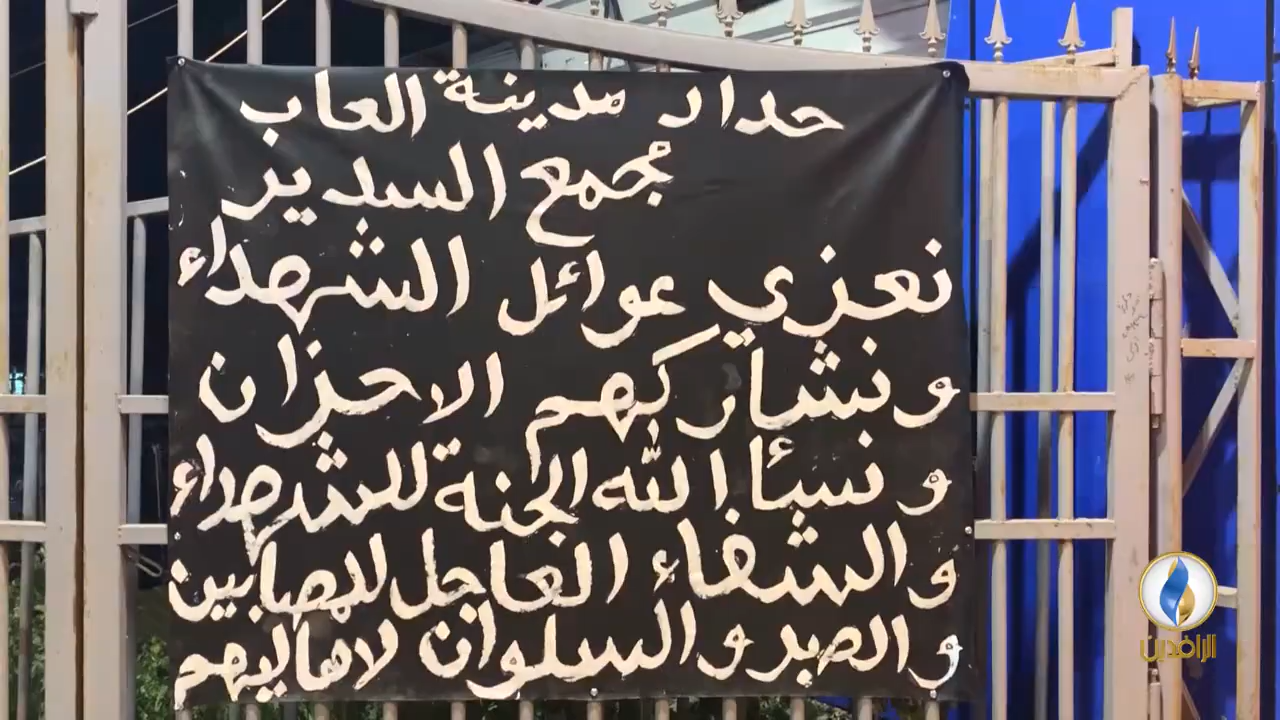 حداد مدينة العاب
مجمع السدير
نعزي عوائل الشهداء
ونشاركهم الاحزان
ونسأل الله الجنة للشهداء
والشفاء العاجل للمصابين
والصبر والسلوان لاهاليهم
الرافدين